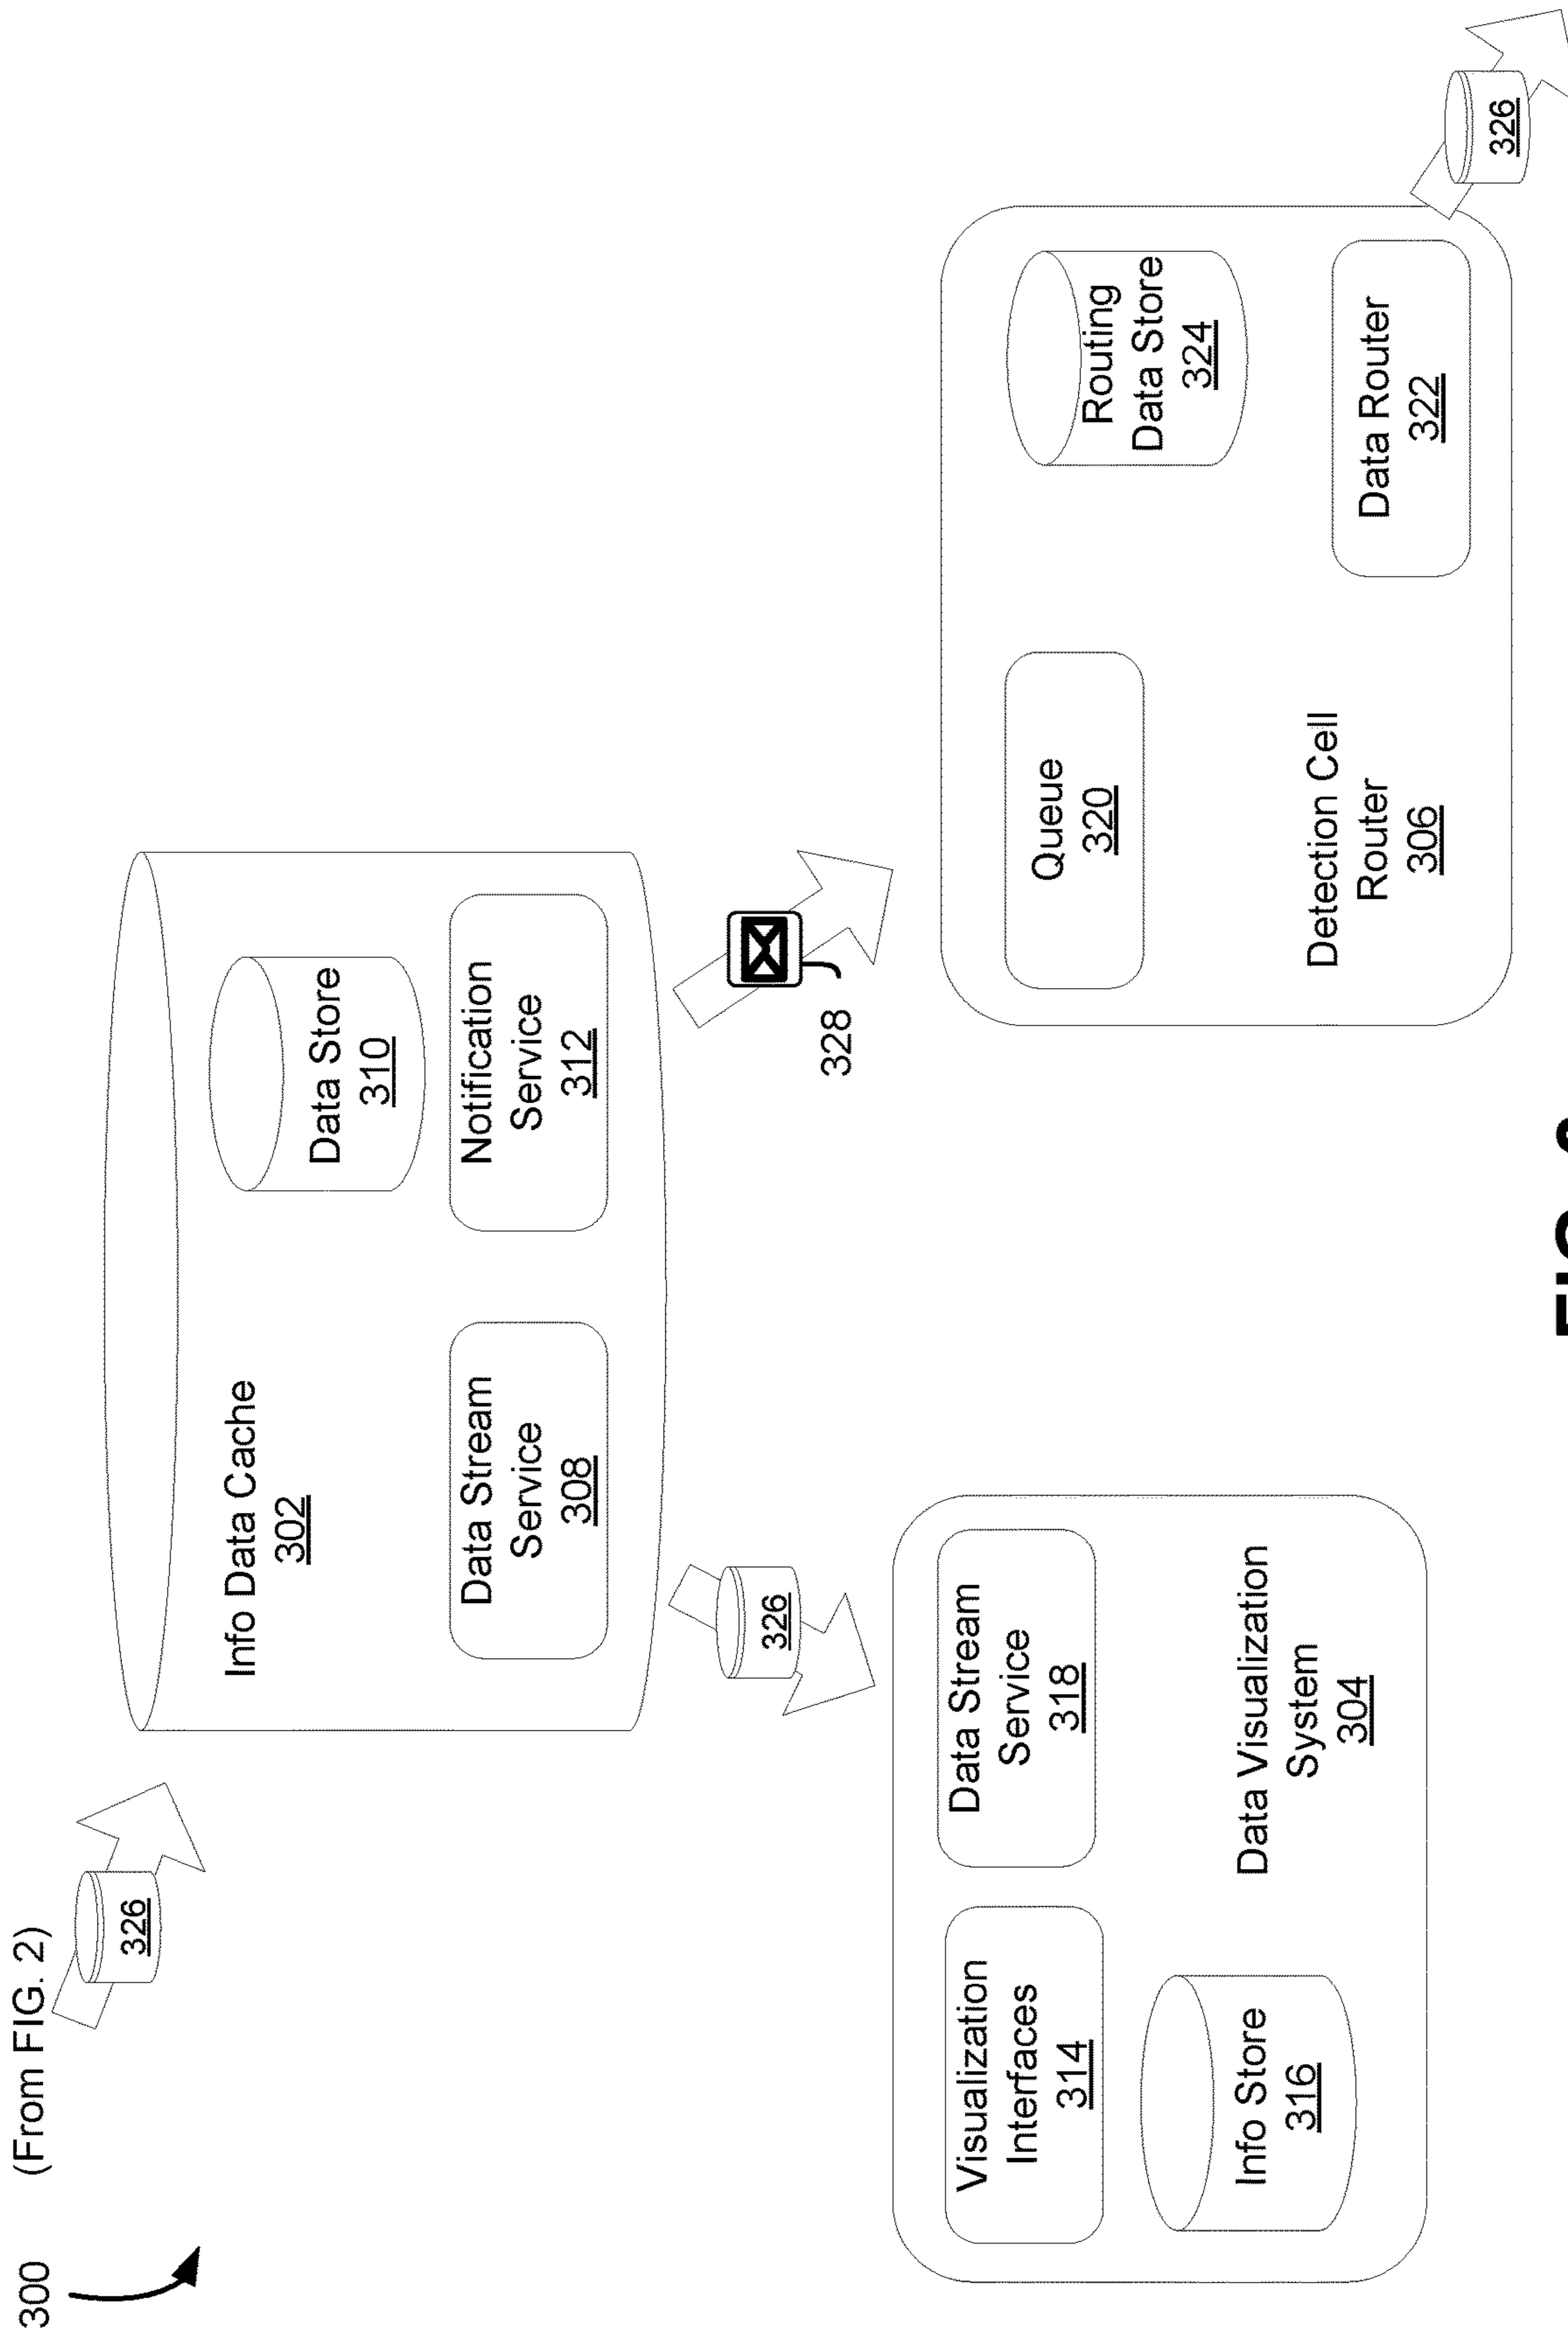 300
(From FIG. 2)
326
Info Data Cache
302
Data Store
310
Data Stream
Service
308
Notification
Service
312
326
328
Visualization
Interfaces
314
Data Stream
Service
318
Info Store
316
Data Visualization
System
304
Queue
320
Routing
Data Store
324
Detection Cell
Router
306
Data Router
322
326